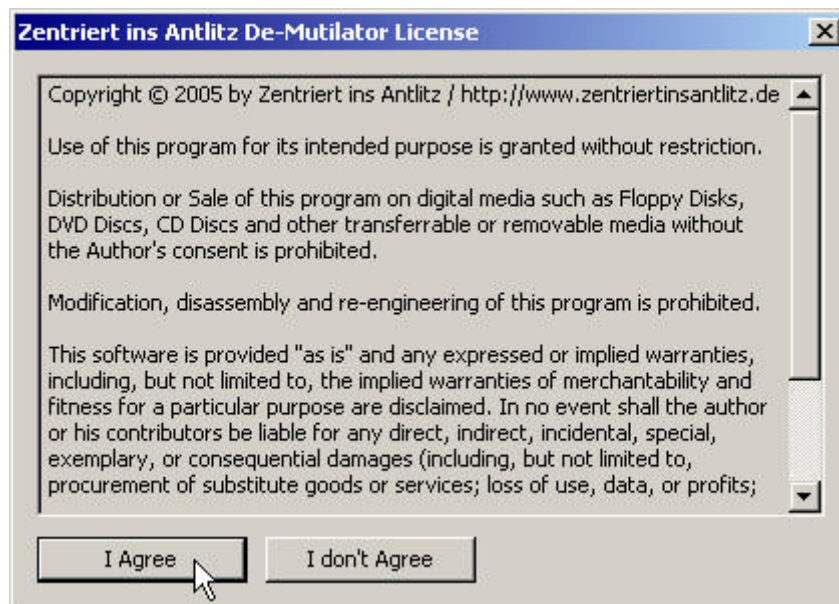 Zentriert ins Antlitz De-Mutilator License
Copyright © 2005 by Zentriert ins Antlitz / http://www.zentriertinsantlitz.de
Use of this program for its intended purpose is granted without restriction.
Distribution or Sale of this program on digital media such as Floppy Disks,
DVD Discs, CD Discs and other transferrable or removable media without
the Author's consent is prohibited.
Modification, disassembly and re-engineering of this program is prohibited.
This software is provided "as is" and any expressed or implied warranties,
including, but not limited to, the implied warranties of merchantability and
fitness for a particular purpose are disclaimed. In no event shall the author
or his contributors be liable for any direct, indirect, incidental, special,
exemplary, or consequential damages (including, but not limited to,
procurement of substitute goods or services; loss of use, data, or profits;
I Agree
I don't Agree